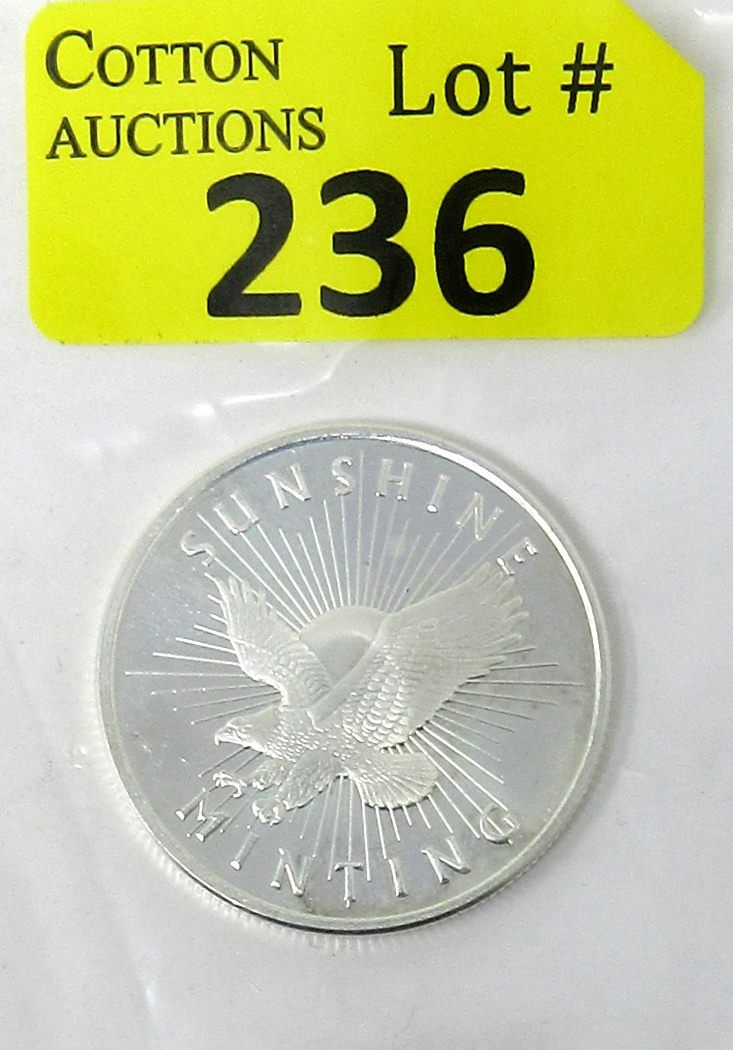 COTTON
AUCTIONS
Lot #
236
SUNSHINE
MINTING